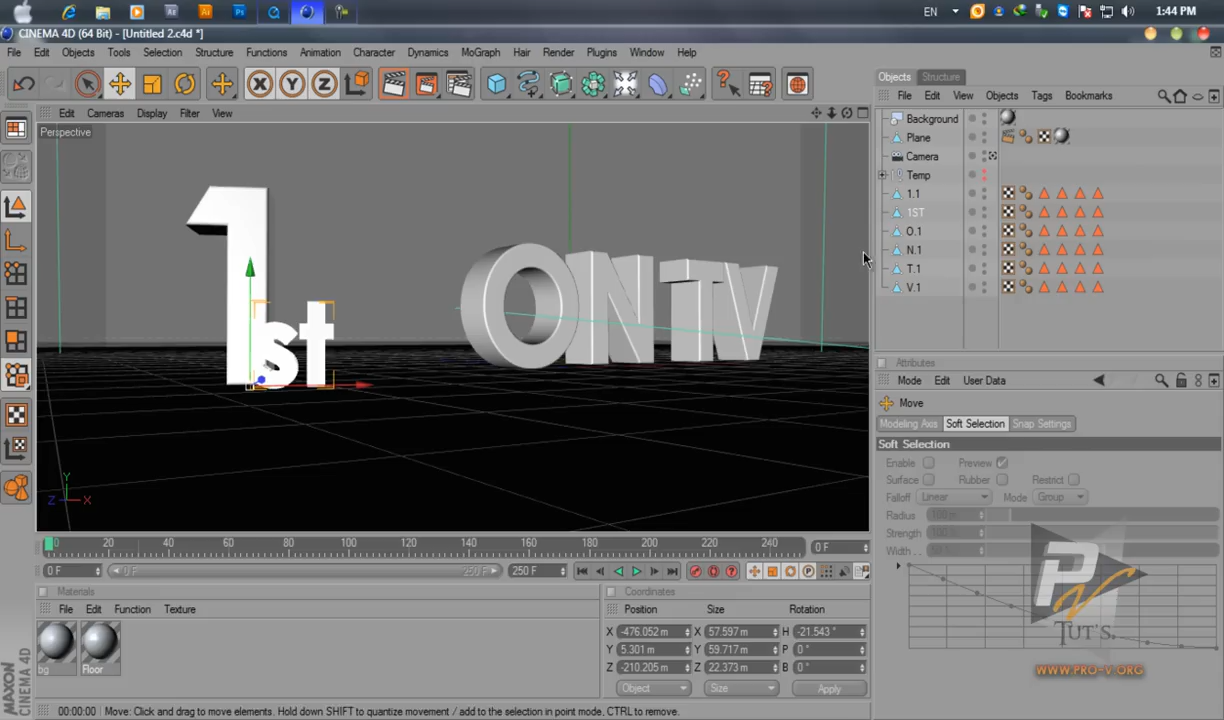 EN
1:44 PM
CINEMA 4D (64 Bit) - [Untitled 2.c4d *]
File Edit Objects Tools Selection Structure Functions Animation Character Dynamics MoGraph Hair Render Plugins Window Help
X Y Z
Edit Cameras Display Filter View
Perspective
1st ON TV
Y
Z X
Objects Structure
File Edit View Objects Tags Bookmarks
Background
Plane
Camera
Temp
1.1
1ST
O.1
N.1
T.1
V.1
Attributes
Mode Edit User Data
Move
Modeling Axis Soft Selection Snap Settings
Soft Selection
Enable Preview
Surface Rubber Restrict
Falloff Linear Mode Group
Radius
Strength
Width . .
PV
TUT'S.
WWW.PRO-V.ORG
0 20 40 60 80 100 120 140 160 180 200 220 240 0 F
0 F 0 F 250 F 250 F
Materials
File Edit Function Texture
bg Floor
Coordinates
Position Size Rotation
X -476.052 m X 57.597 m H -21.543 °
Y 5.301 m Y 59.717 m P 0 °
Z -210.205 m Z 22.373 m B 0 °
Object Size Apply
MAXON
CINEMA 4D
00:00:00 Move: Click and drag to move elements. Hold down SHIFT to quantize movement / add to the selection in point mode, CTRL to remove.